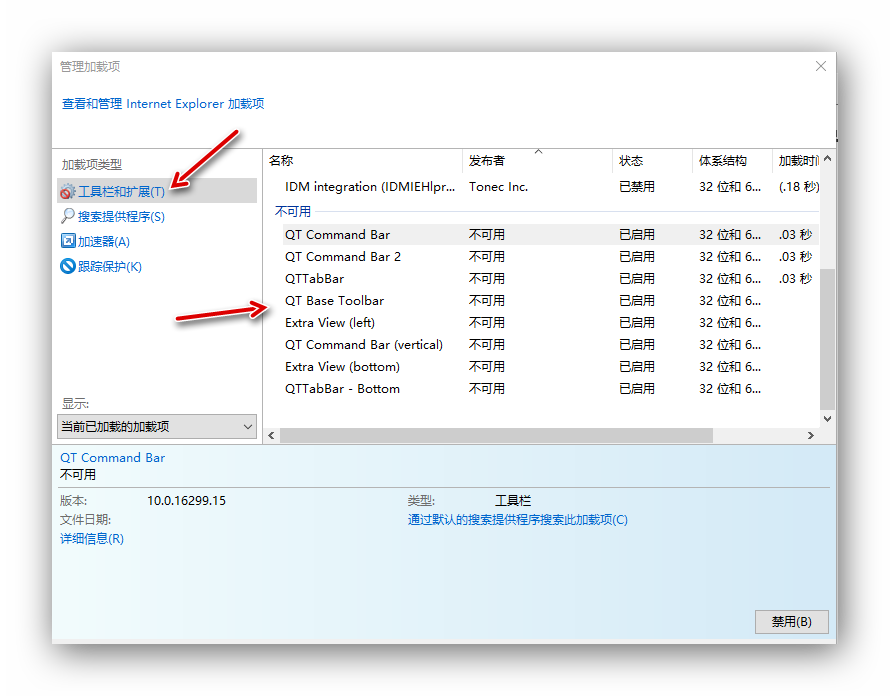 管理加载项
查看和管理 Internet Explorer 加载项
加载项类型
工具栏和扩展(T)
搜索提供程序(S)
加速器(A)
跟踪保护(K)
显示:
当前已加载的加载项
名称 发布者 状态 体系结构 加载时
IDM integration (IDMIEHlpr... Tonec Inc. 已禁用 32 位和 6... (.18 秒)
不可用
QT Command Bar 不可用 已启用 32 位和 6... .03 秒
QT Command Bar 2 不可用 已启用 32 位和 6... .03 秒
QTTabBar 不可用 已启用 32 位和 6... .03 秒
QT Base Toolbar 不可用 已启用 32 位和 6...
Extra View (left) 不可用 已启用 32 位和 6...
QT Command Bar (vertical) 不可用 已启用 32 位和 6...
Extra View (bottom) 不可用 已启用 32 位和 6...
QTTabBar - Bottom 不可用 已启用 32 位和 6...
QT Command Bar
不可用
版本: 10.0.16299.15 类型: 工具栏
文件日期: 通过默认的搜索提供程序搜索此加载项(C)
详细信息(R)
禁用(B)